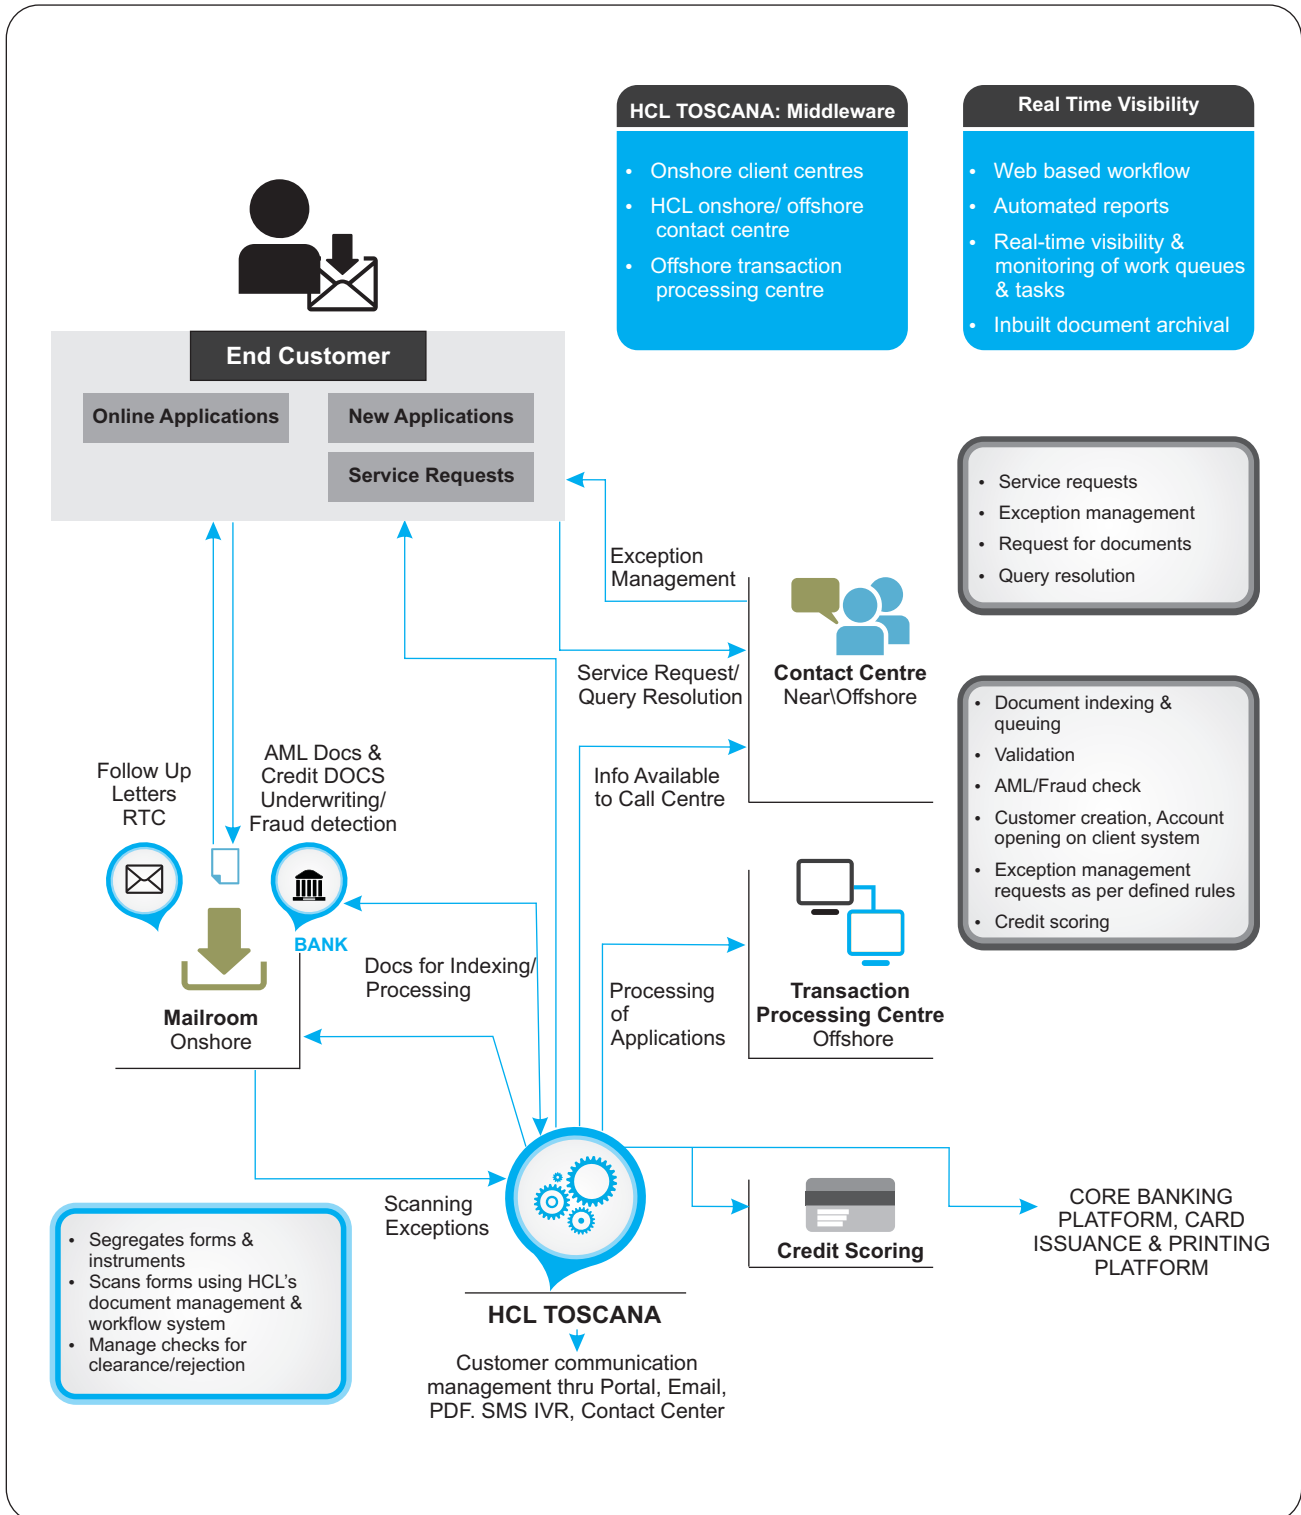 HCL TOSCANA: Middleware
• Onshore client centres
• HCL onshore/ offshore
contact centre
• Offshore transaction
processing centre
Real Time Visibility
• Web based workflow
• Automated reports
• Real-time visibility &
monitoring of work queues
& tasks
• Inbuilt document archival
End Customer
Online Applications
New Applications
Service Requests
• Service requests
• Exception management
• Request for documents
• Query resolution
Exception
Management
Service Request/
Query Resolution
Contact Centre
Near\Offshore
Info Available
to Call Centre
• Document indexing &
queuing
• Validation
• AML/Fraud check
• Customer creation, Account
opening on client system
• Exception management
requests as per defined rules
• Credit scoring
Follow Up
Letters
RTC
AML Docs &
Credit DOCS
Underwriting/
Fraud detection
BANK
Mailroom
Onshore
Docs for Indexing/
Processing
Processing
of
Applications
Transaction
Processing Centre
Offshore
Scanning
Exceptions
Credit Scoring
CORE BANKING
PLATFORM, CARD
ISSUANCE & PRINTING
PLATFORM
• Segregates forms &
instruments
• Scans forms using HCL's
document management &
workflow system
• Manage checks for
clearance/rejection
HCL TOSCANA
Customer communication
management thru Portal, Email,
PDF. SMS IVR, Contact Center